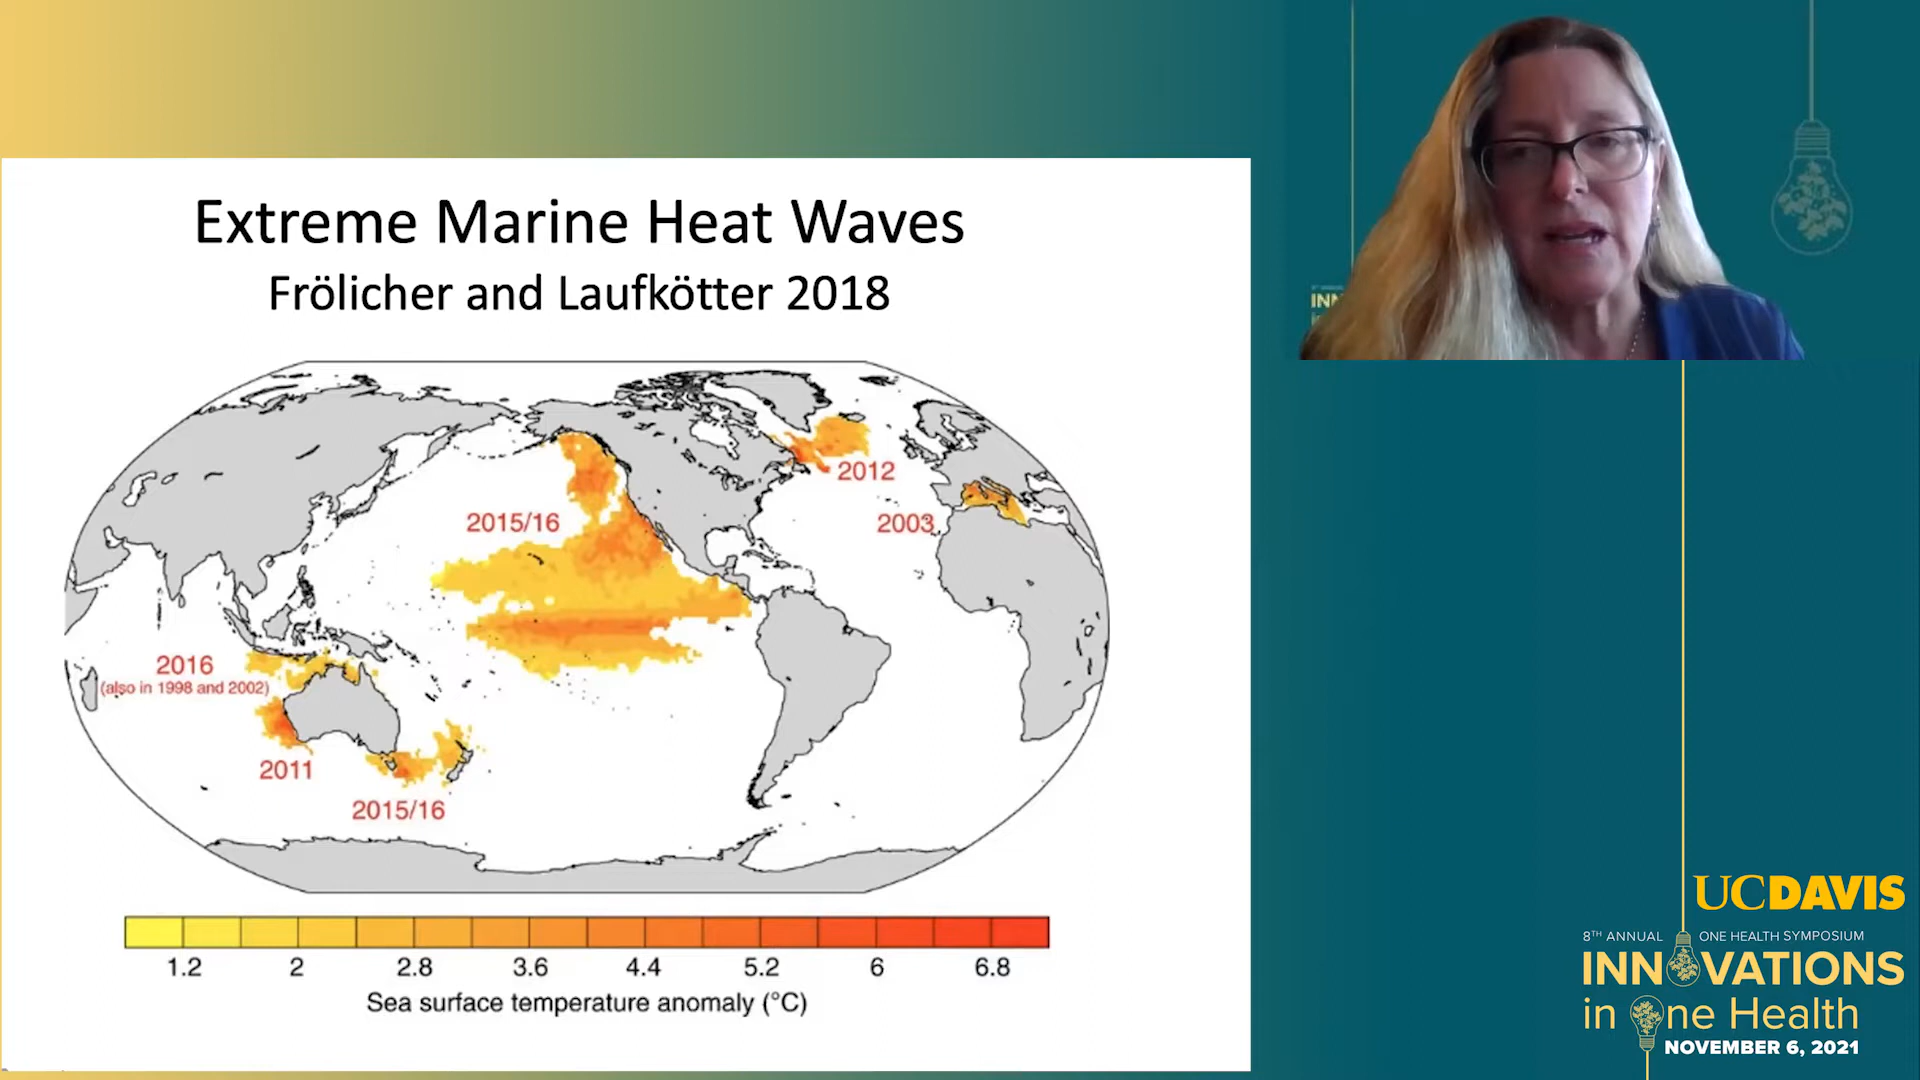 Extreme Marine Heat Waves
Frölicher and Laufkötter 2018
2012
2015/16
2003
2016
(also in 1998 and 2002)
2011
2015/16
1.2 2 2.8 3.6 4.4 5.2 6 6.8
Sea surface temperature anomaly (°C)
INN
UCDAVIS
8TH ANNUAL ONE HEALTH SYMPOSIUM
INNOVATIONS
in One Health
NOVEMBER 6, 2021